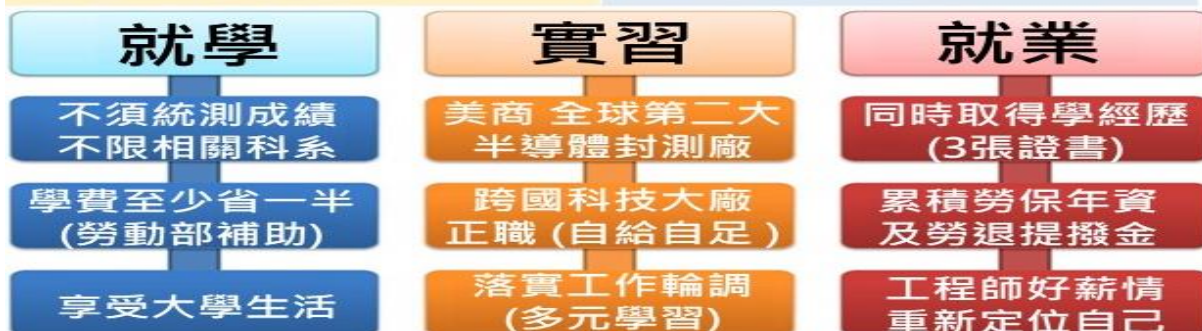 就學
不須統測成績
不限相關科系
學費至少省一半
(勞動部補助)
享受大學生活
實習
美商 全球第二大
半導體封測廠
跨國科技大廠
正職 (自給自足 )
落實工作輪調
(多元學習)
就業
同時取得學經歷
(3張證書)
累積勞保年資
及勞退提撥金
工程師好薪情
重新定位自己